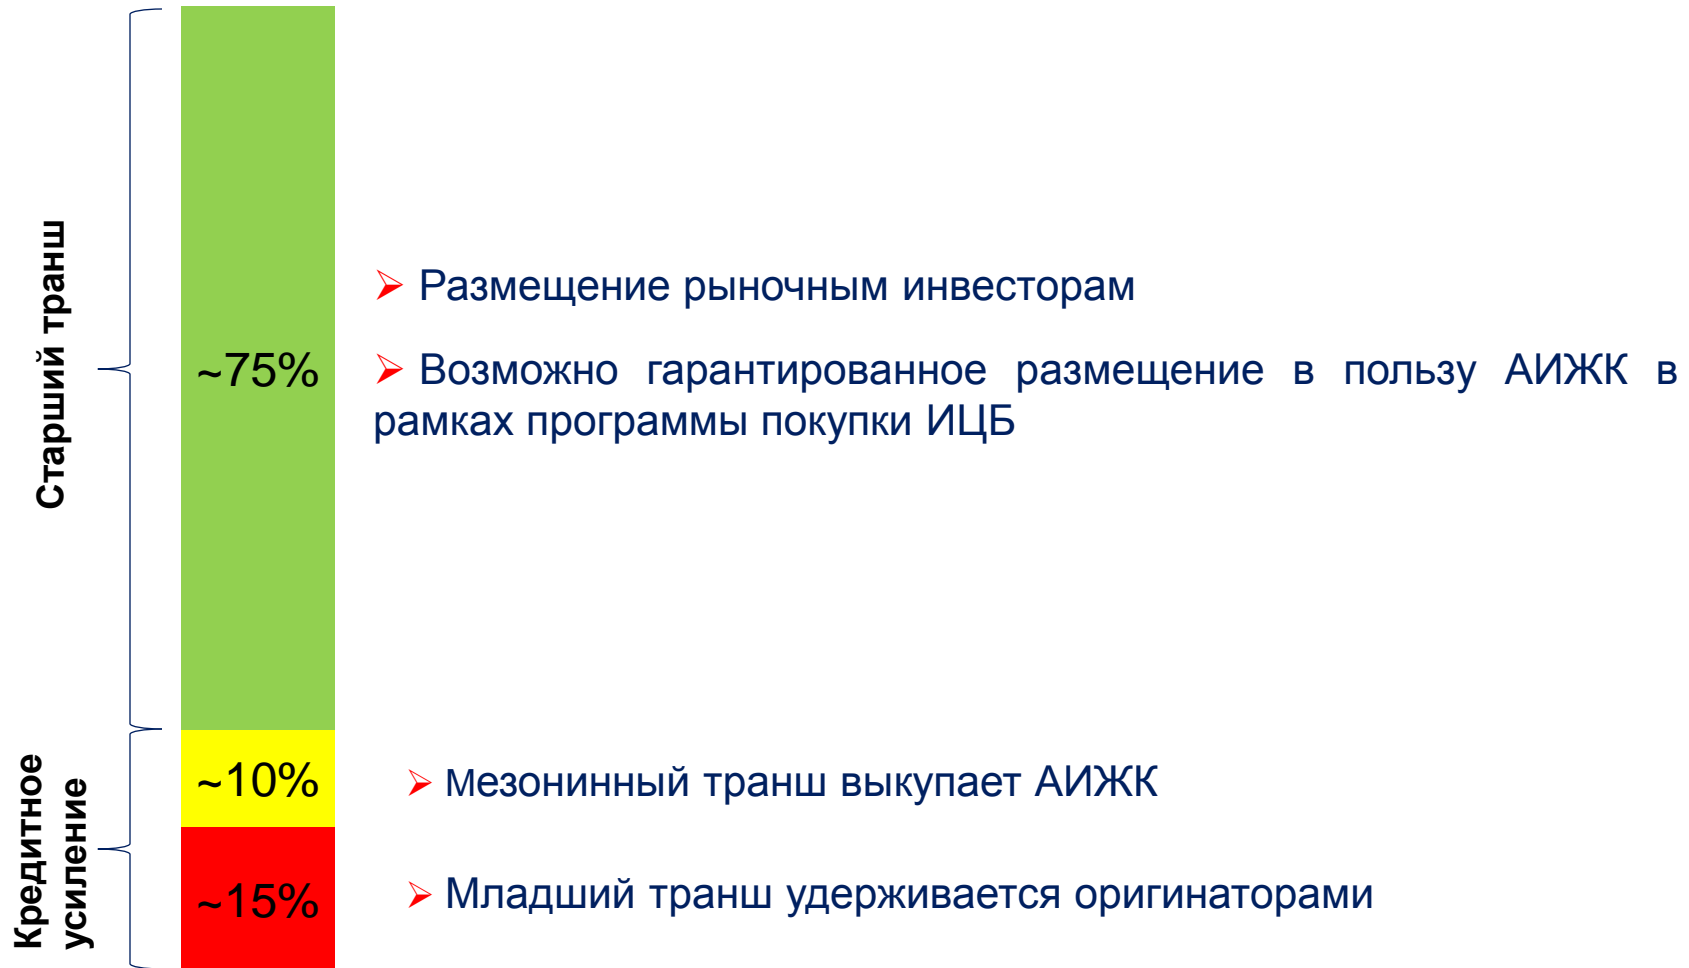 Старший транш
~75%
➢ Размещение рыночным инвесторам
➢ Возможно гарантированное размещение в пользу АИЖК в
рамках программы покупки ИЦБ
Кредитное
усиление
~10%
➢ Мезонинный транш выкупает АИЖК
~15%
➢ Младший транш удерживается оригинаторами